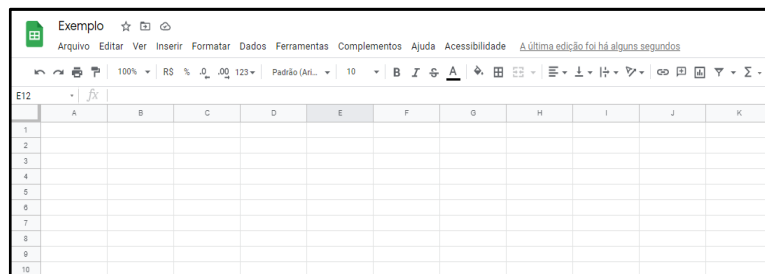 Exemplo
Arquivo Editar Ver Inserir Formatar Dados Ferramentas Complementos Ajuda Acessibilidade A última edição foi há alguns segundos
100% R$ % .0 .00 123 Padrão (Ari... 10 B I S A
E12 fx
A B C D E F G H I J K
1
2
3
4
5
6
7
8
9
10